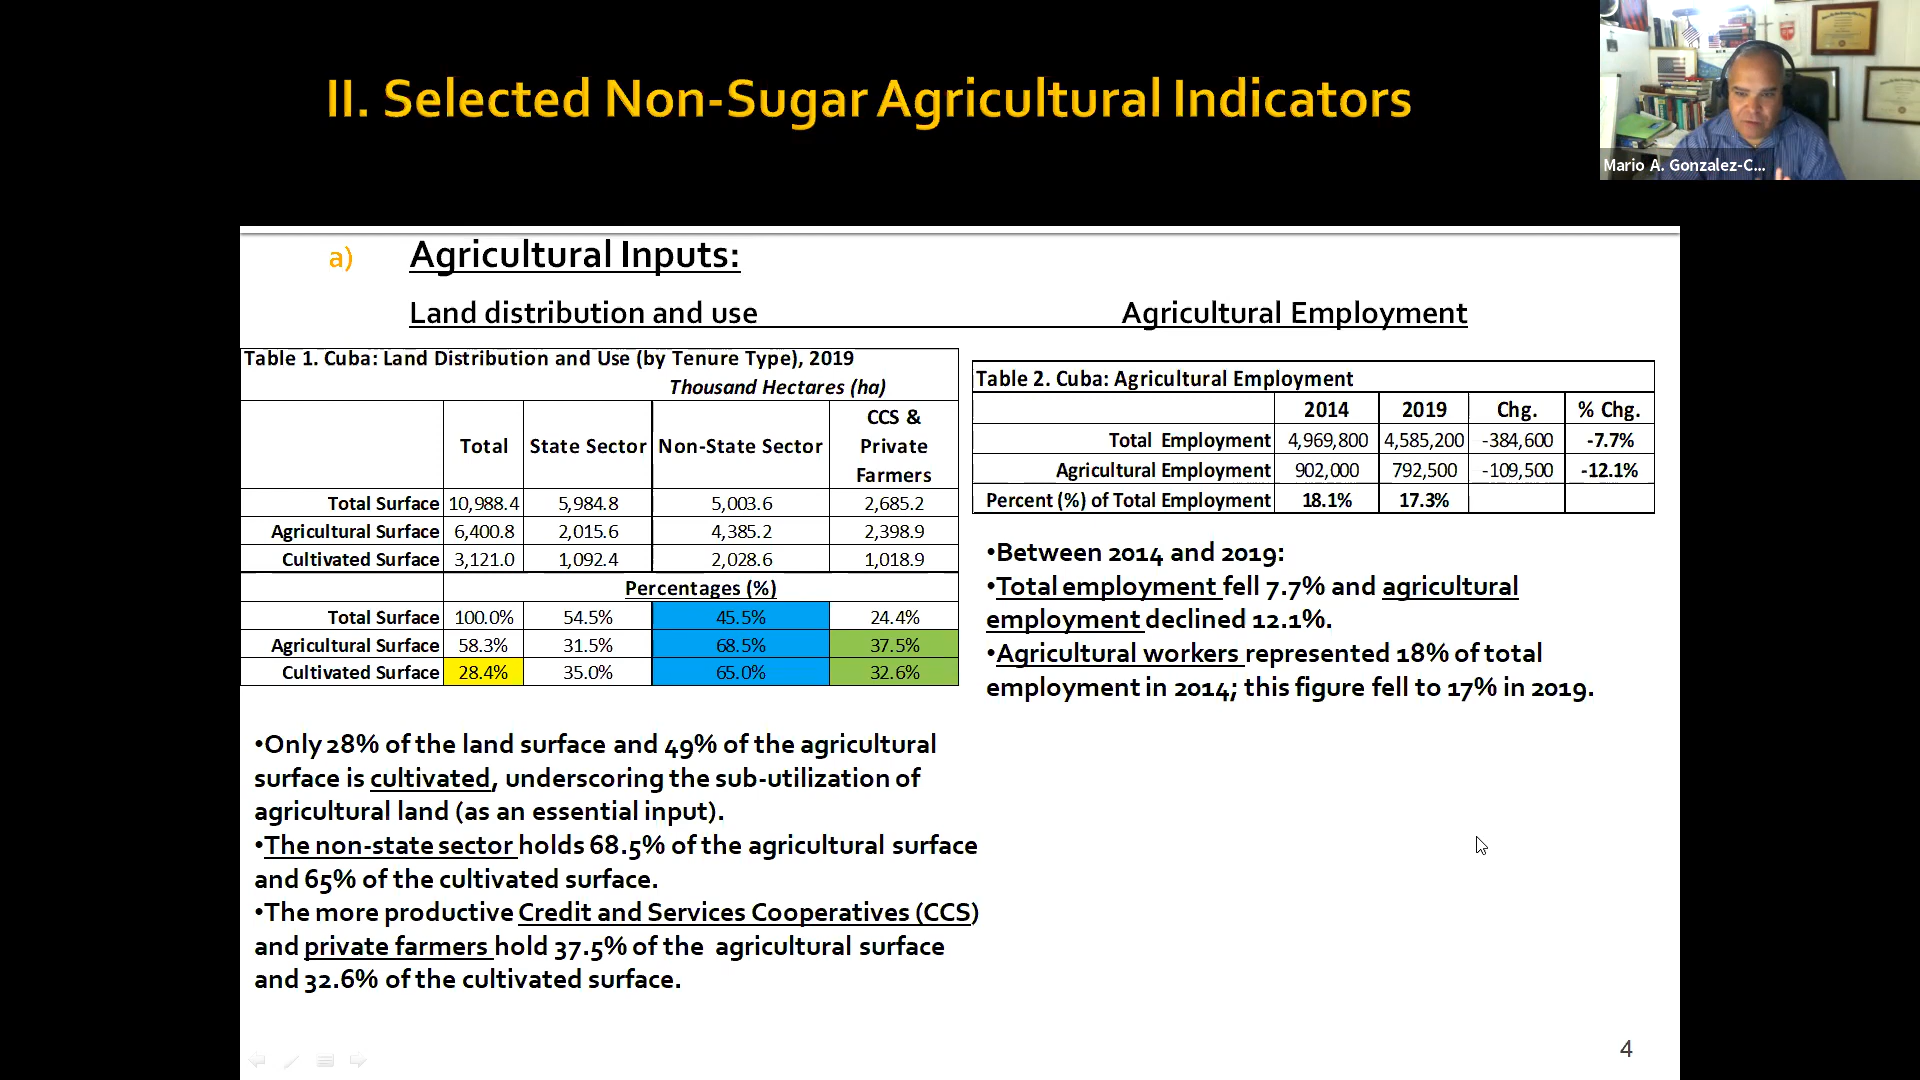 II. Selected Non-Sugar Agricultural Indicators
Mario A. Gonzalez-C...
a) Agricultural Inputs:
Land distribution and use Agricultural Employment
Table 1. Cuba: Land Distribution and Use (by Tenure Type), 2019
Thousand Hectares (ha)
Total State Sector Non-State Sector CCS & Private Farmers
Total Surface 10,988.4 5,984.8 5,003.6 2,685.2
Agricultural Surface 6,400.8 2,015.6 4,385.2 2,398.9
Cultivated Surface 3,121.0 1,092.4 2,028.6 1,018.9
Percentages (%)
Total Surface 100.0% 54.5% 45.5% 24.4%
Agricultural Surface 58.3% 31.5% 68.5% 37.5%
Cultivated Surface 28.4% 35.0% 65.0% 32.6%
•Only 28% of the land surface and 49% of the agricultural
surface is cultivated, underscoring the sub-utilization of
agricultural land (as an essential input).
•The non-state sector holds 68.5% of the agricultural surface
and 65% of the cultivated surface.
•The more productive Credit and Services Cooperatives (CCS)
and private farmers hold 37.5% of the agricultural surface
and 32.6% of the cultivated surface.
Table 2. Cuba: Agricultural Employment
2014 2019 Chg. % Chg.
Total Employment 4,969,800 4,585,200 -384,600 -7.7%
Agricultural Employment 902,000 792,500 -109,500 -12.1%
Percent (%) of Total Employment 18.1% 17.3%
•Between 2014 and 2019:
•Total employment fell 7.7% and agricultural
employment declined 12.1%.
•Agricultural workers represented 18% of total
employment in 2014; this figure fell to 17% in 2019.
4